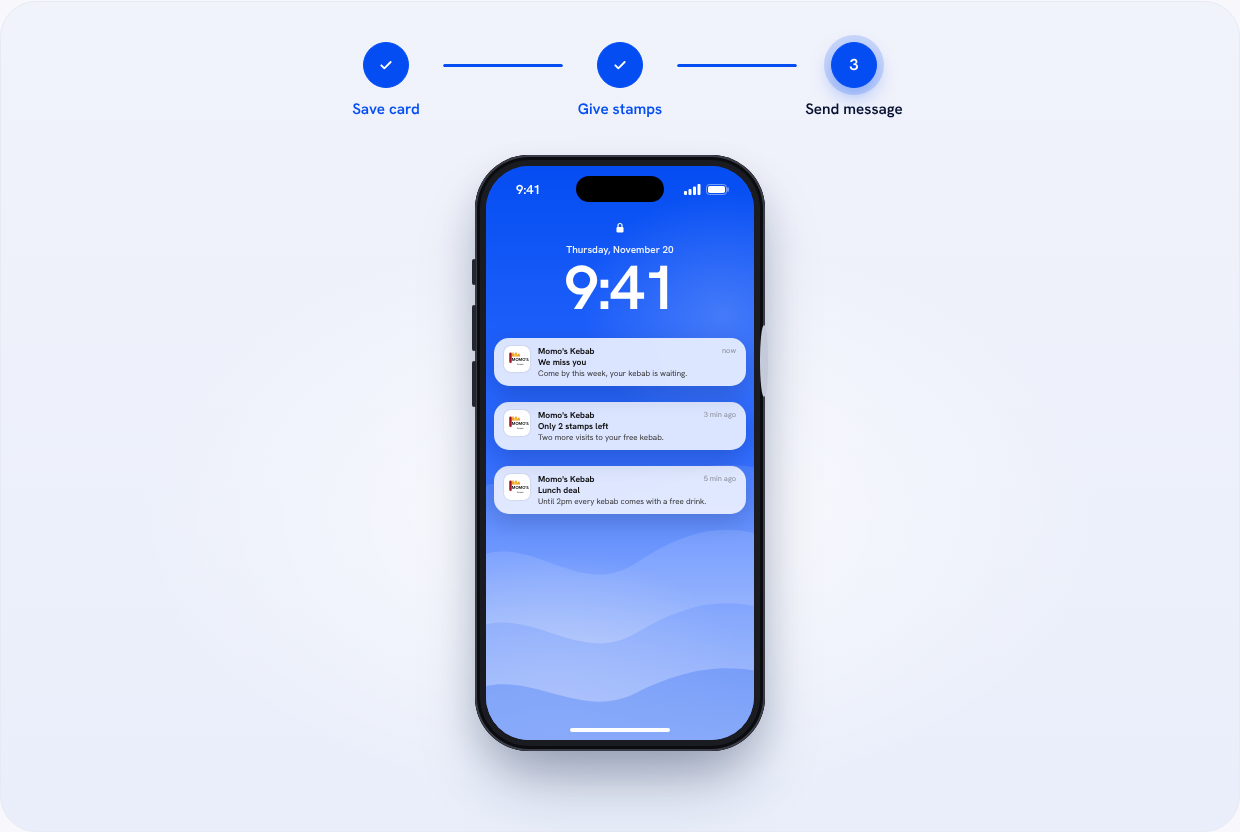 3
Save card
Give stamps
Send message
9:41
Thursday, November 20
9:41
Momo's Kebab
now
We miss you
Come by this week, your kebab is waiting.
MOMO'S
Momo's Kebab
3 min ago
Only 2 stamps left
Two more visits to your free kebab.
MOMO'S
Momo's Kebab
5 min ago
Lunch deal
Until 2pm every kebab comes with a free drink.
MOMO'S